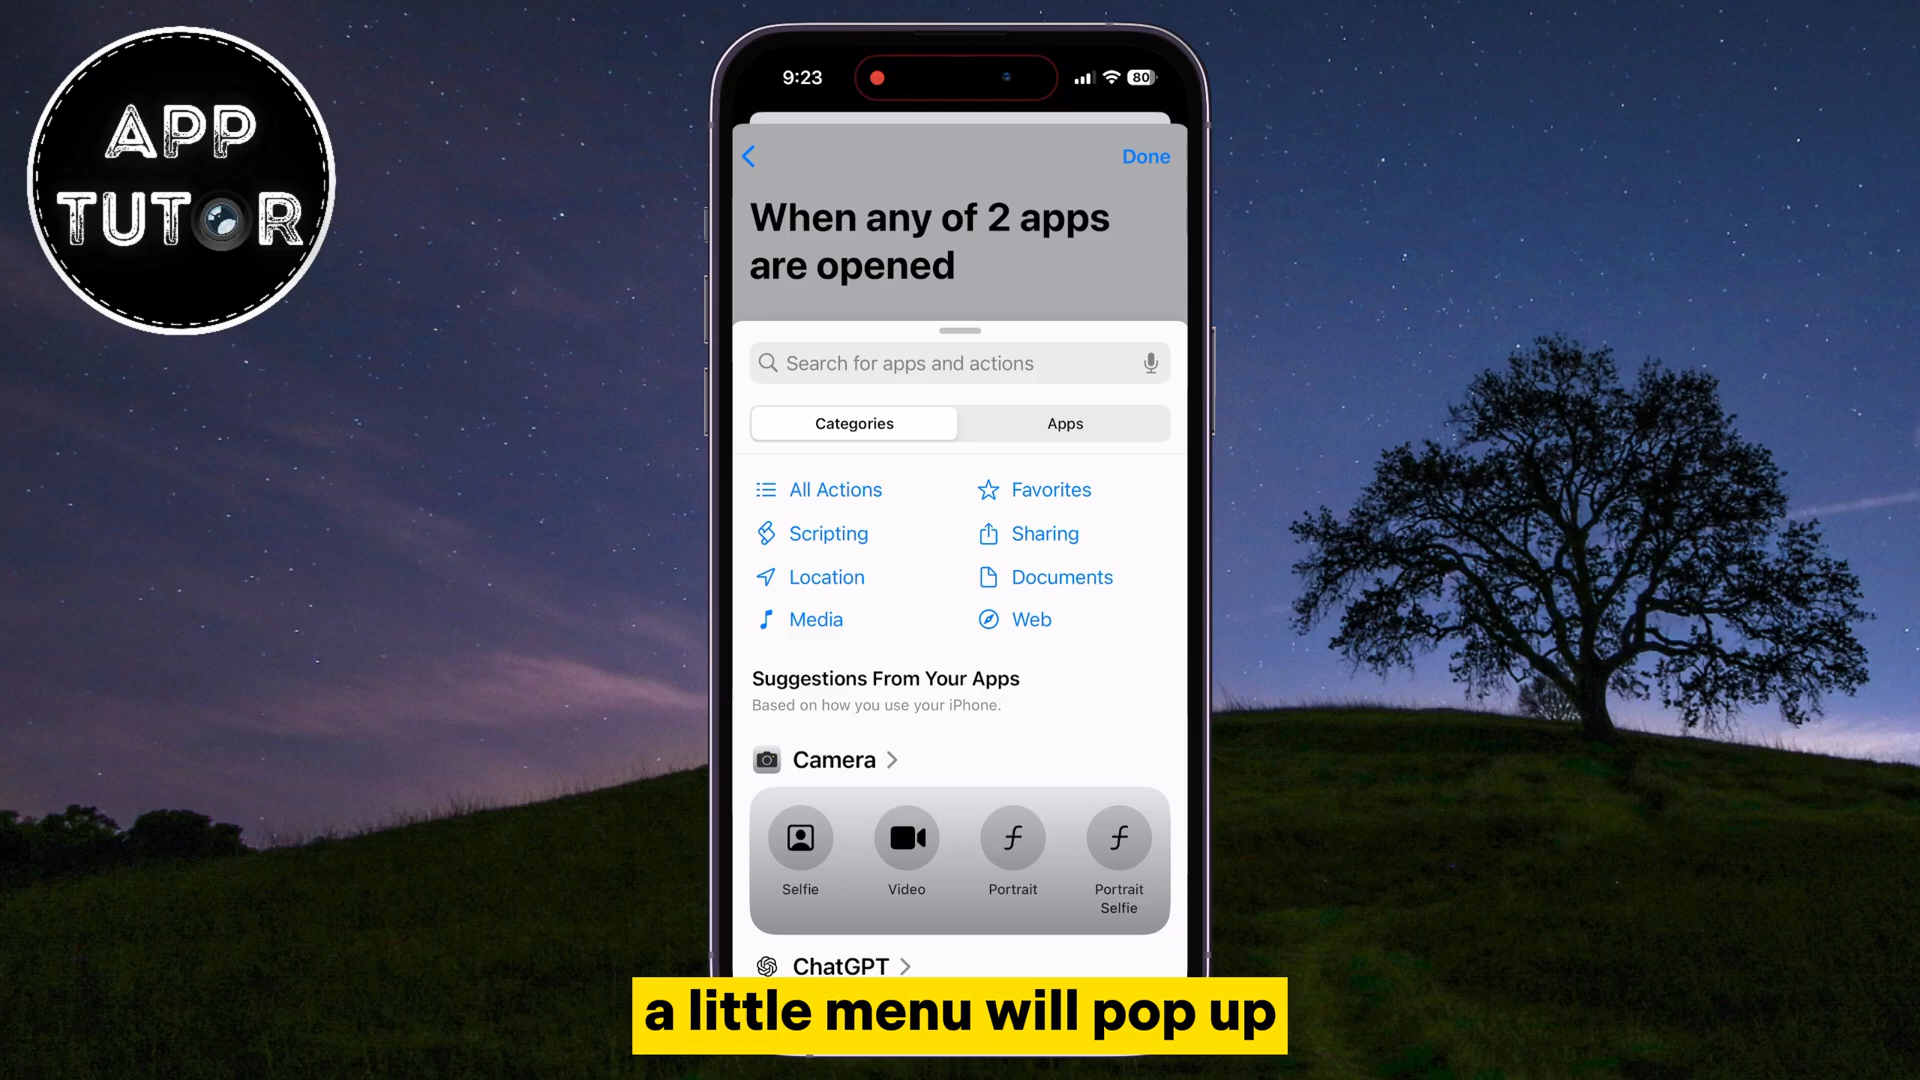 APP
TUTOR
9:23
80
Done
When any of 2 apps
are opened
Search for apps and actions
Categories
Apps
All Actions
Favorites
Scripting
Sharing
Location
Documents
Media
Web
Suggestions From Your Apps
Based on how you use your iPhone.
Camera
Selfie
Video
Portrait
Portrait
Selfie
ChatGPT
a little menu will pop up